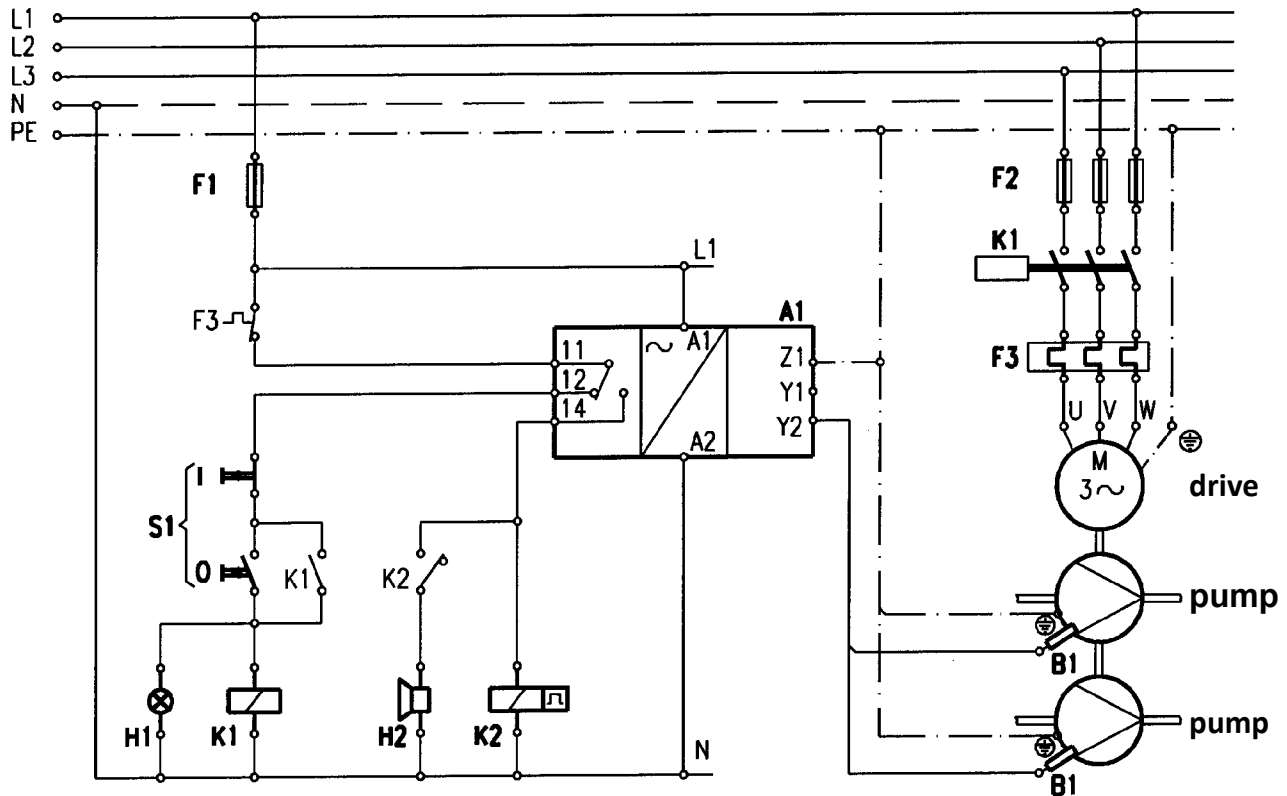 L1
L2
L3
N
PE
F1
F2
K1
L1
F3
A1
F3
11
A1
Z1
12
Y1
14
Y2
U V W
A2
M
3~
drive
I
S1
O
K1
K2
pump
B1
H1
K1
H2
K2
N
pump
B1